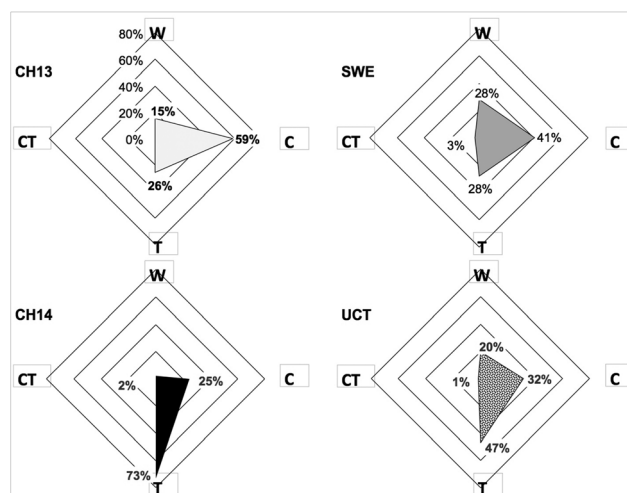 80% W
60%
CH13
40%
20% 15%
CT 0% 59% C
26%
T
W
SWE
28%
CT 3% 41% C
28%
T
W
CH14
CT 2% 25% C
73% T
W
UCT
20%
CT 1% 32% C
47%
T